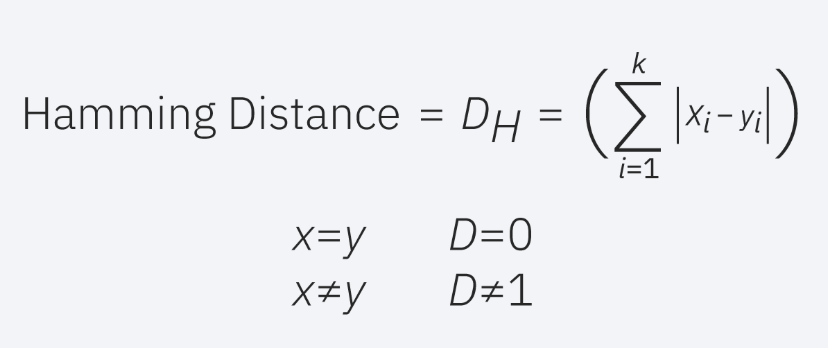 Hamming Distance = D_H = (∑_{i=1}^{k} |x_i − y_i|)
x=y D=0
x≠y D≠1